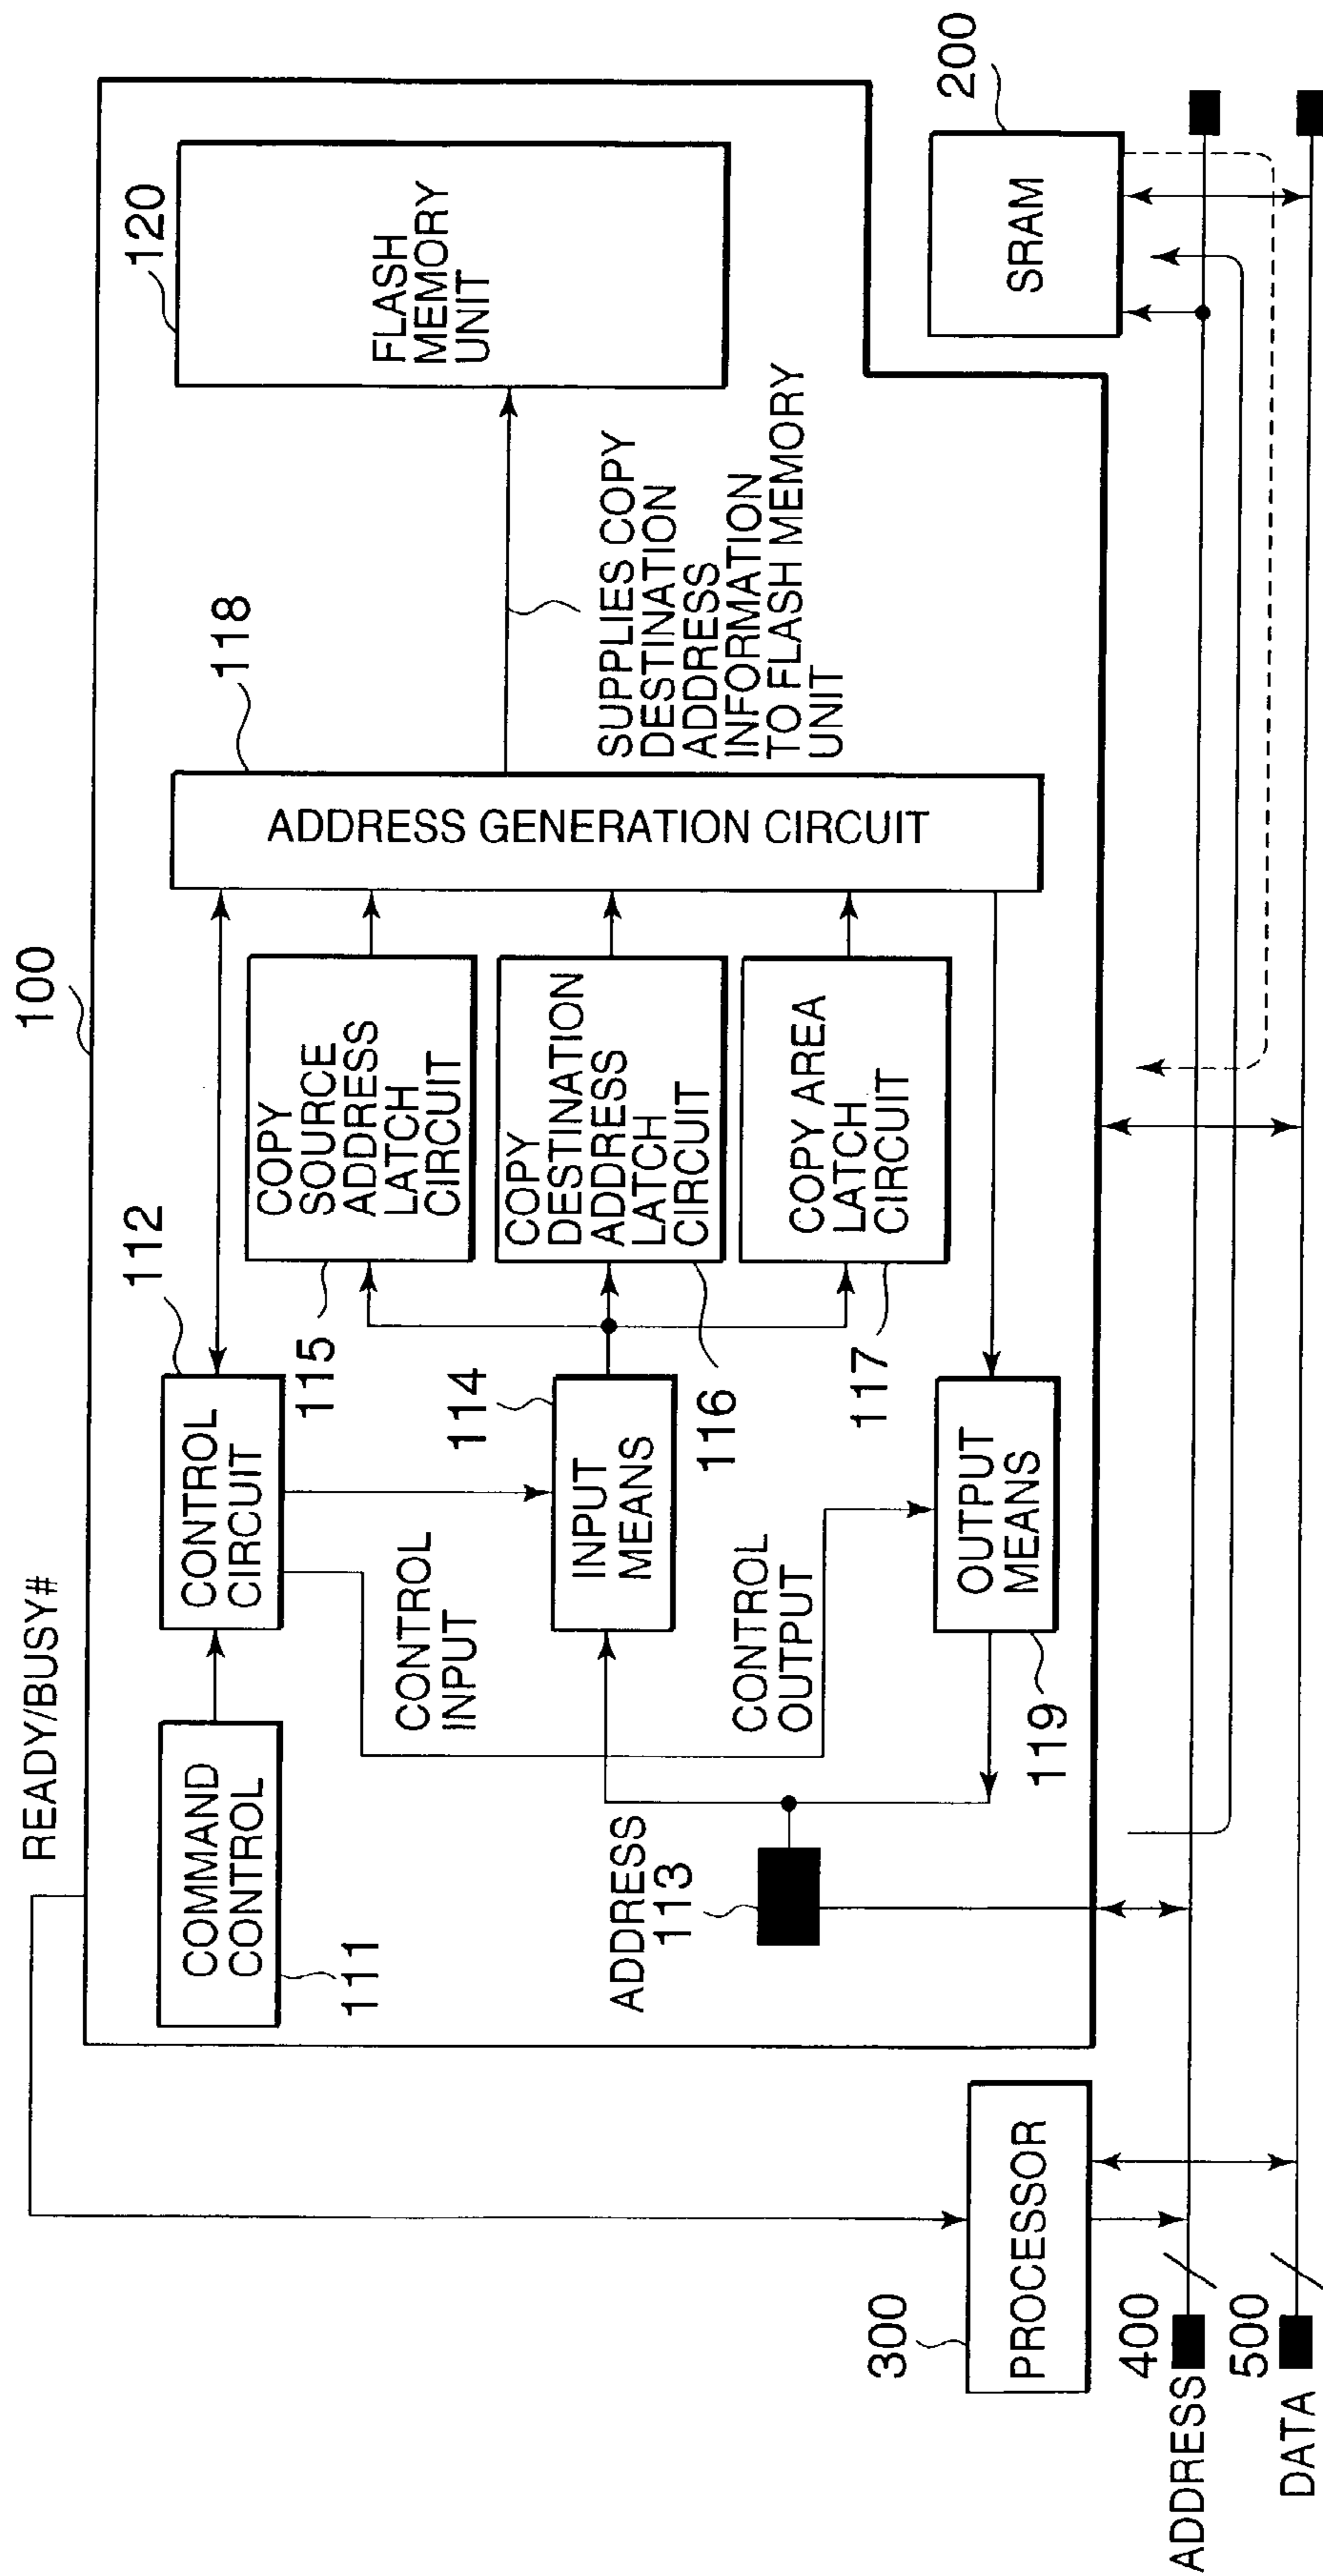 READY/BUSY#
100
111
COMMAND
CONTROL
112
CONTROL
CIRCUIT
118
ADDRESS GENERATION CIRCUIT
120
FLASH
MEMORY
UNIT
115
COPY
SOURCE
ADDRESS
LATCH
CIRCUIT
CONTROL
INPUT
114
INPUT
MEANS
116
COPY
DESTINATION
ADDRESS
LATCH
CIRCUIT
SUPPLIES COPY
DESTINATION
ADDRESS
INFORMATION
TO FLASH MEMORY
UNIT
ADDRESS
113
CONTROL
OUTPUT
117
COPY AREA
LATCH
CIRCUIT
119
OUTPUT
MEANS
300
PROCESSOR
200
SRAM
400
ADDRESS
500
DATA